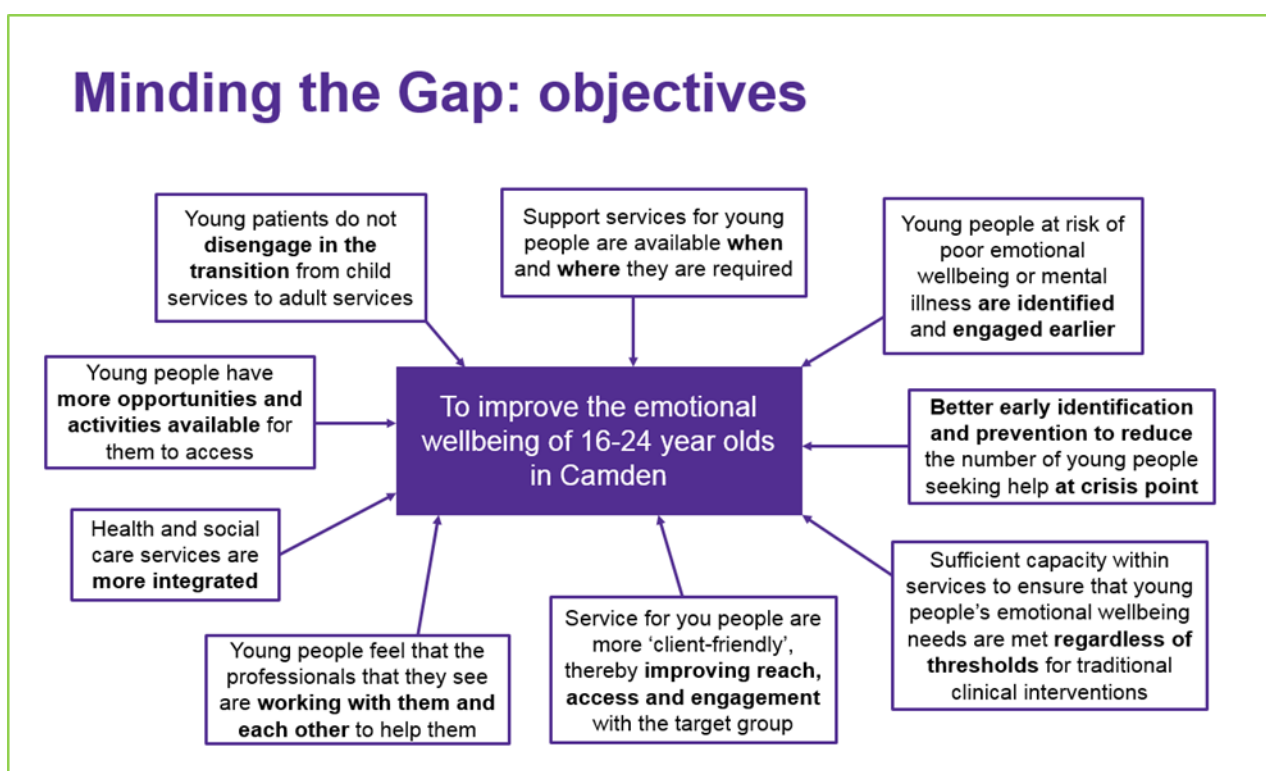 Minding the Gap: objectives
Young patients do not
disengage in the
transition from child
services to adult services
Support services for young
people are available when
and where they are required
Young people at risk of
poor emotional
wellbeing or mental
illness are identified
and engaged earlier
Young people have
more opportunities and
activities available for
them to access
To improve the emotional
wellbeing of 16-24 year olds
in Camden
Better early identification
and prevention to reduce
the number of young people
seeking help at crisis point
Health and social
care services are
more integrated
Young people feel that the
professionals that they see
are working with them and
each other to help them
Service for you people are
more ‘client-friendly’,
thereby improving reach,
access and engagement
with the target group
Sufficient capacity within
services to ensure that young
people’s emotional wellbeing
needs are met regardless of
thresholds for traditional
clinical interventions